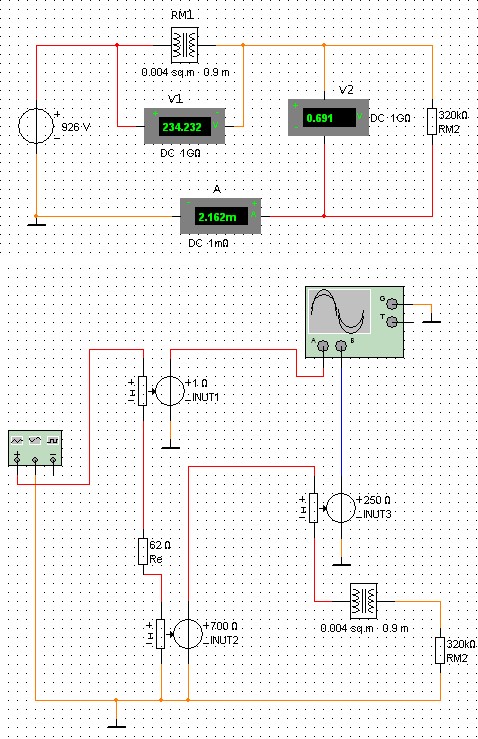 RM1
0.004 sq.m 0.9 m
V1
V2
+
−
926 V
+ −
234.232
V
DC 1GΩ
+ −
0.691
V
DC 1GΩ
320kΩ
RM2
A
− +
2.162m
A
DC 1mΩ
G
T
A B
+
I
−
+1 Ω
−INUT1
+
I
−
+250 Ω
−INUT3
+ −
62 Ω
Re
+
I
−
+700 Ω
−INUT2
0.004 sq.m 0.9 m
320kΩ
RM2